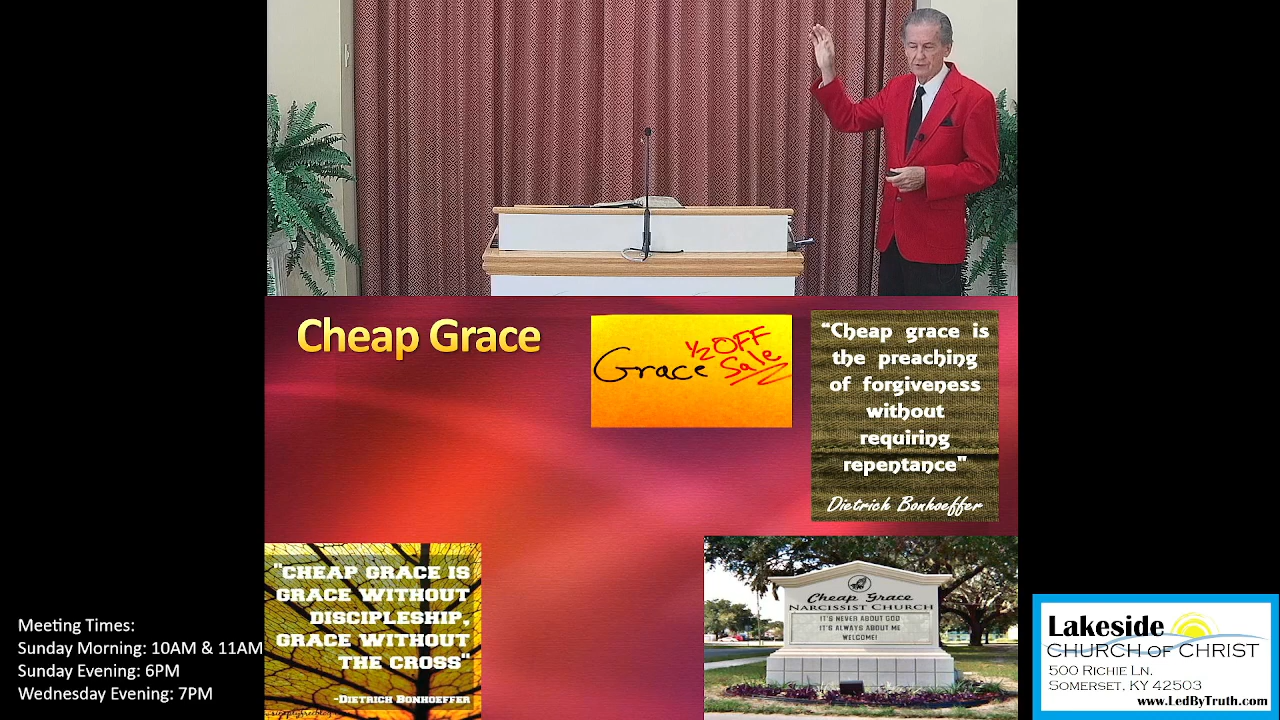 Cheap Grace
Grace ½ OFF
Sale
"Cheap grace is
the preaching
of forgiveness
without
requiring
repentance"
Dietrich Bonhoeffer
"CHEAP GRACE IS
GRACE WITHOUT
DISCIPLESHIP,
GRACE WITHOUT
THE CROSS"
-DIETRICH BONHOEFFER
Cheap Grace
NARCISSIST CHURCH
IT'S NEVER ABOUT GOD
IT'S ALWAYS ABOUT ME
WELCOME!
Meeting Times:
Sunday Morning: 10AM & 11AM
Sunday Evening: 6PM
Wednesday Evening: 7PM
Lakeside
CHURCH OF CHRIST
500 RICHIE LN.
SOMERSET, KY 42503
www.LedByTruth.com